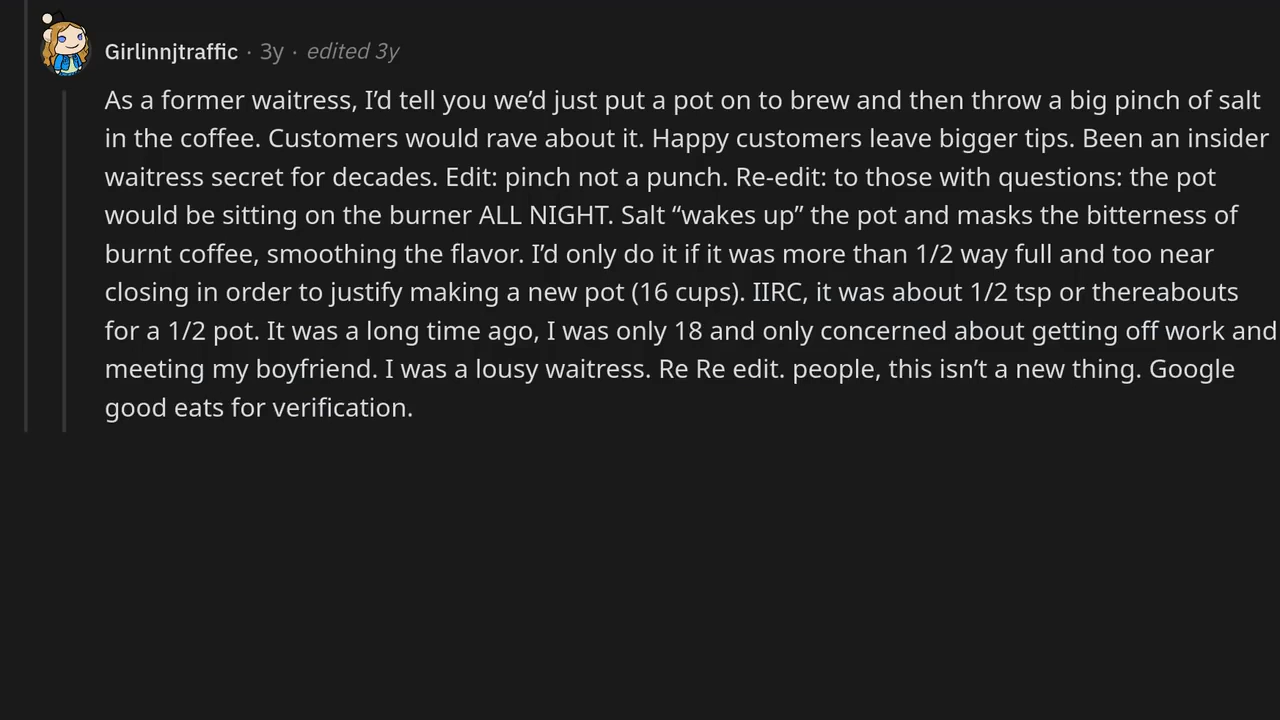 Girlinnjtraffic · 3y · edited 3y
As a former waitress, I’d tell you we’d just put a pot on to brew and then throw a big pinch of salt
in the coffee. Customers would rave about it. Happy customers leave bigger tips. Been an insider
waitress secret for decades. Edit: pinch not a punch. Re-edit: to those with questions: the pot
would be sitting on the burner ALL NIGHT. Salt “wakes up” the pot and masks the bitterness of
burnt coffee, smoothing the flavor. I’d only do it if it was more than 1/2 way full and too near
closing in order to justify making a new pot (16 cups). IIRC, it was about 1/2 tsp or thereabouts
for a 1/2 pot. It was a long time ago, I was only 18 and only concerned about getting off work and
meeting my boyfriend. I was a lousy waitress. Re Re edit. people, this isn’t a new thing. Google
good eats for verification.